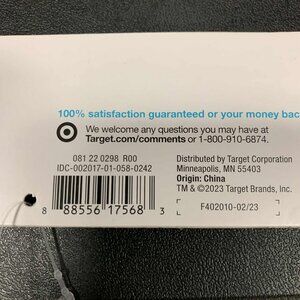 100% satisfaction guaranteed or your money bac
We welcome any questions you may have at
Target.com/comments or 1-800-910-6874.
081 22 0298 R00
IDC-002017-01-058-0242
8 88556 17568 3
Distributed by Target Corporation
Minneapolis, MN 55403
Origin: China
TM & ©2023 Target Brands, Inc.
F402010-02/23